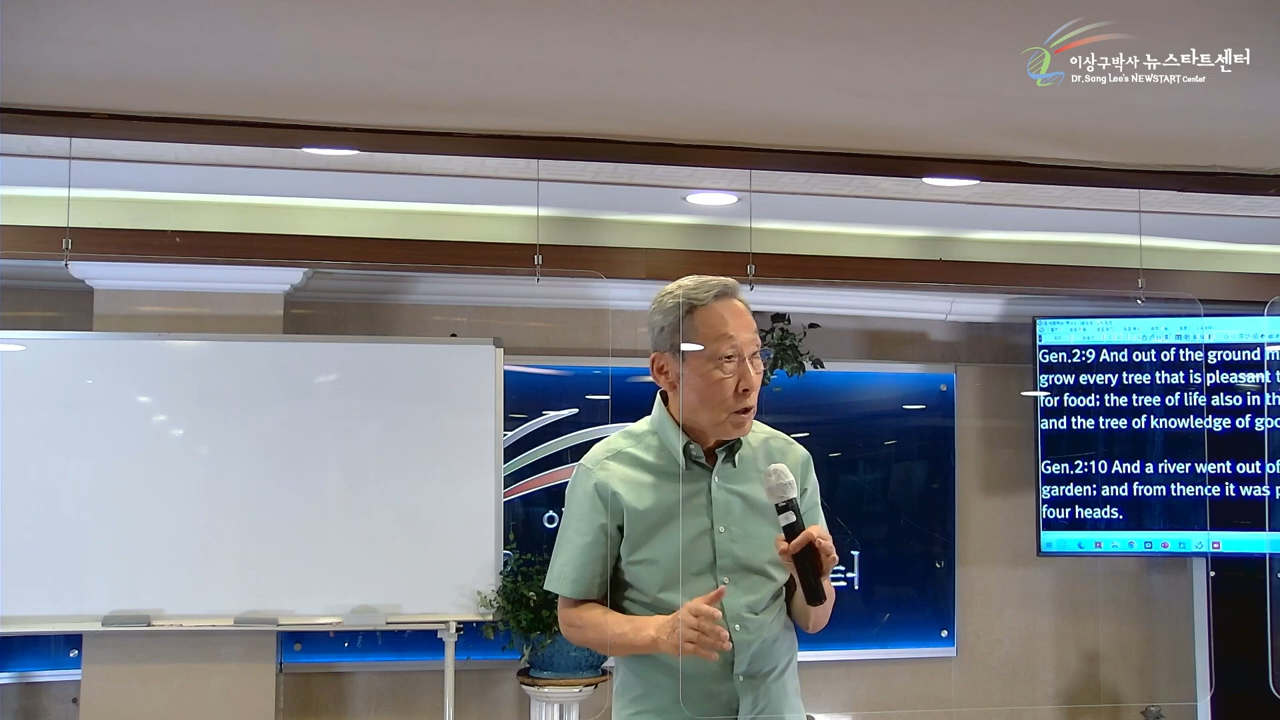 이상구박사 뉴스타트센터
Dr. Sang Lee's NEWSTART Center
Gen.2:9 And out of the ground
grow every tree that is pleasant
for food; the tree of life also in
and the tree of knowledge of
Gen.2:10 And a river went out of
garden; and from thence it was
four heads.